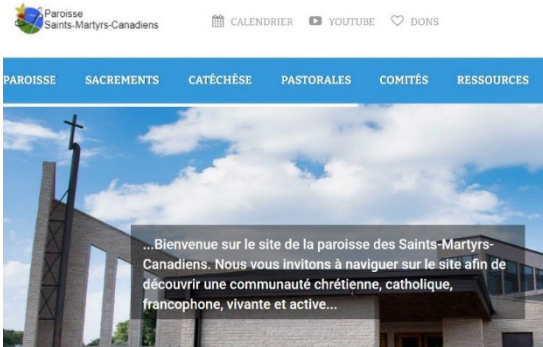 Paroisse
Saints-Martyrs-Canadiens
CALENDRIER YOUTUBE DONS
PAROISSE SACREMENTS CATÉCHÈSE PASTORALES COMITÉS RESSOURCES
...Bienvenue sur le site de la paroisse des Saints-Martyrs-
Canadiens. Nous vous invitons à naviguer sur le site afin de
découvrir une communauté chrétienne, catholique,
francophone, vivante et active...